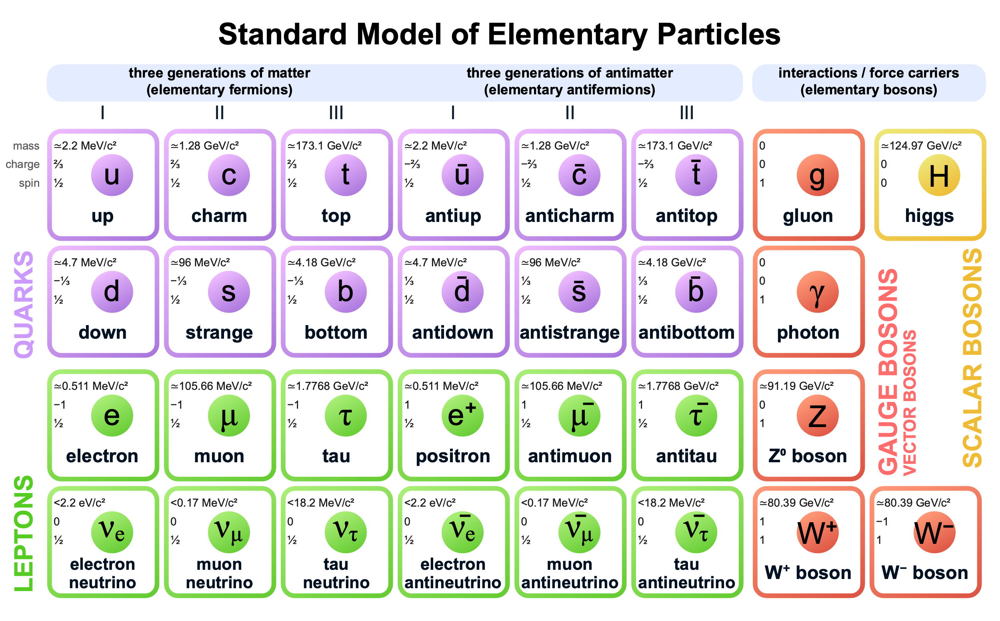 Standard Model of Elementary Particles
three generations of matter
(elementary fermions)
three generations of antimatter
(elementary antifermions)
interactions / force carriers
(elementary bosons)
I
II
III
I
II
III
mass
charge
spin
≃2.2 MeV/c²
⅔
½
u
up
≃1.28 GeV/c²
⅔
½
c
charm
≃173.1 GeV/c²
⅔
½
t
top
≃2.2 MeV/c²
−⅔
½
ū
antiup
≃1.28 GeV/c²
−⅔
½
c̄
anticharm
≃173.1 GeV/c²
−⅔
½
t̄
antitop
0
0
1
g
gluon
≃124.97 GeV/c²
0
0
H
higgs
QUARKS
≃4.7 MeV/c²
−⅓
½
d
down
≃96 MeV/c²
−⅓
½
s
strange
≃4.18 GeV/c²
−⅓
½
b
bottom
≃4.7 MeV/c²
⅓
½
d̄
antidown
≃96 MeV/c²
⅓
½
s̄
antistrange
≃4.18 GeV/c²
⅓
½
b̄
antibottom
0
0
1
γ
photon
GAUGE BOSONS
VECTOR BOSONS
SCALAR BOSONS
≃0.511 MeV/c²
−1
½
e
electron
≃105.66 MeV/c²
−1
½
μ
muon
≃1.7768 GeV/c²
−1
½
τ
tau
≃0.511 MeV/c²
1
½
e⁺
positron
≃105.66 MeV/c²
1
½
μ̄
antimuon
≃1.7768 GeV/c²
1
½
τ̄
antitau
≃91.19 GeV/c²
0
1
Z
Z⁰ boson
LEPTONS
<2.2 eV/c²
0
½
νe
electron
neutrino
<0.17 MeV/c²
0
½
νμ
muon
neutrino
<18.2 MeV/c²
0
½
ντ
tau
neutrino
<2.2 eV/c²
0
½
ν̄e
electron
antineutrino
<0.17 MeV/c²
0
½
ν̄μ
muon
antineutrino
<18.2 MeV/c²
0
½
ν̄τ
tau
antineutrino
≃80.39 GeV/c²
1
1
W⁺
W⁺ boson
≃80.39 GeV/c²
−1
1
W⁻
W⁻ boson